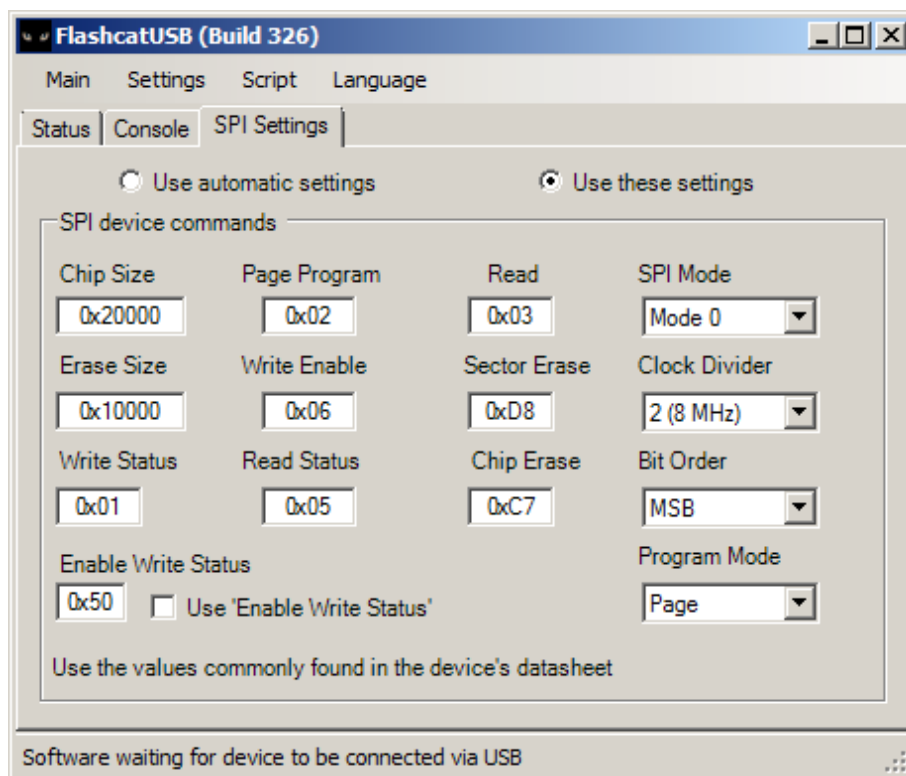 FlashcatUSB (Build 326)
Main Settings Script Language
Status Console SPI Settings
Use automatic settings Use these settings
SPI device commands
Chip Size Page Program Read SPI Mode
0x20000 0x02 0x03 Mode 0
Erase Size Write Enable Sector Erase Clock Divider
0x10000 0x06 0xD8 2 (8 MHz)
Write Status Read Status Chip Erase Bit Order
0x01 0x05 0xC7 MSB
Enable Write Status Program Mode
0x50 Use 'Enable Write Status' Page
Use the values commonly found in the device's datasheet
Software waiting for device to be connected via USB